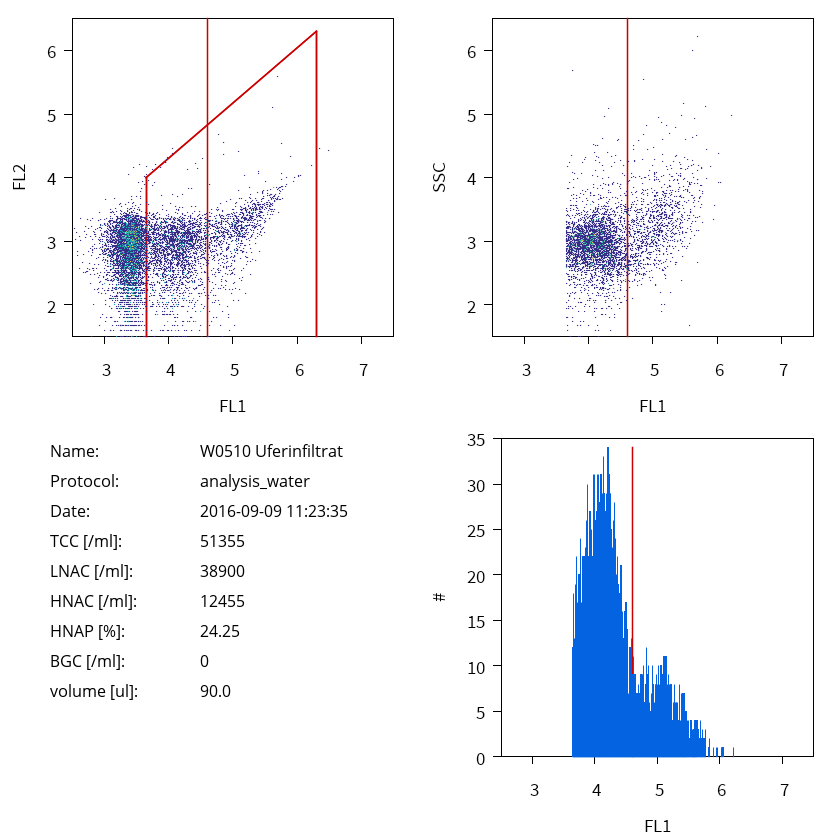 6
5
4
3
2
FL2
3 4 5 6 7
FL1
6
5
4
3
2
SSC
3 4 5 6 7
FL1
Name: W0510 Uferinfiltrat
Protocol: analysis_water
Date: 2016-09-09 11:23:35
TCC [/ml]: 51355
LNAC [/ml]: 38900
HNAC [/ml]: 12455
HNAP [%]: 24.25
BGC [/ml]: 0
volume [ul]: 90.0
35
30
25
20
15
10
5
0
#
3 4 5 6 7
FL1